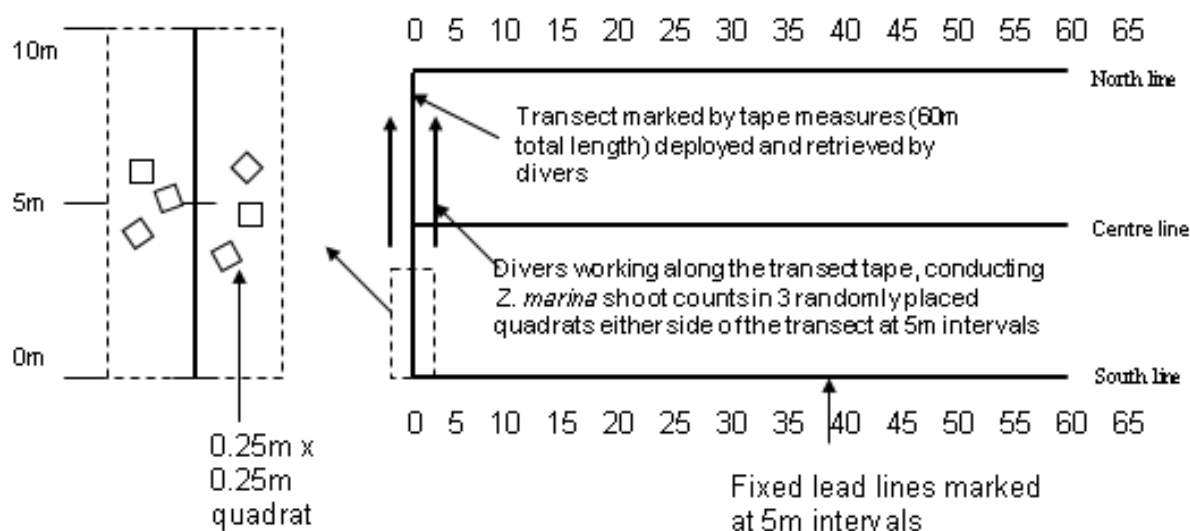 10m
5m
0m
0.25m x
0.25m
quadrat
0 5 10 15 20 25 30 35 40 45 50 55 60 65
North line
Transect marked by tape measures (60m
total length) deployed and retrieved by
divers
Centre line
Divers working along the transect tape, conducting
Z. marina shoot counts in 3 randomly placed
quadrats either side of the transect at 5m intervals
South line
0 5 10 15 20 25 30 35 40 45 50 55 60 65
Fixed lead lines marked
at 5m intervals